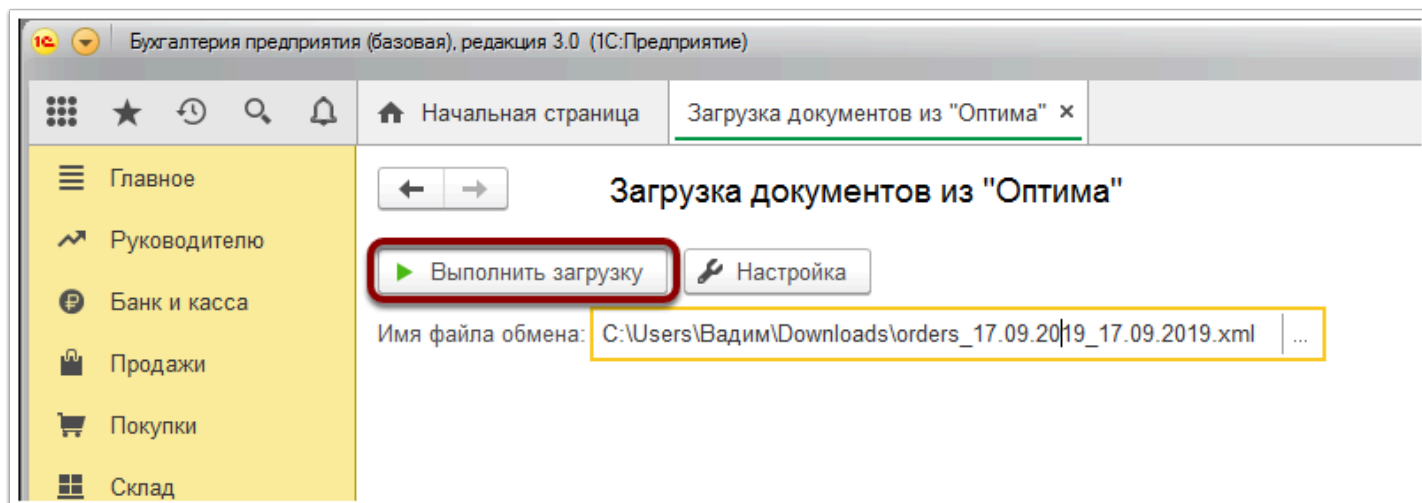 1С Бухгалтерия предприятия (базовая), редакция 3.0 (1С:Предприятие)
Начальная страница
Загрузка документов из "Оптима" ×
Главное
Загрузка документов из "Оптима"
Руководителю
Выполнить загрузку
Настройка
Банк и касса
Имя файла обмена: C:\Users\Вадим\Downloads\orders_17.09.2019_17.09.2019.xml ...
Продажи
Покупки
Склад